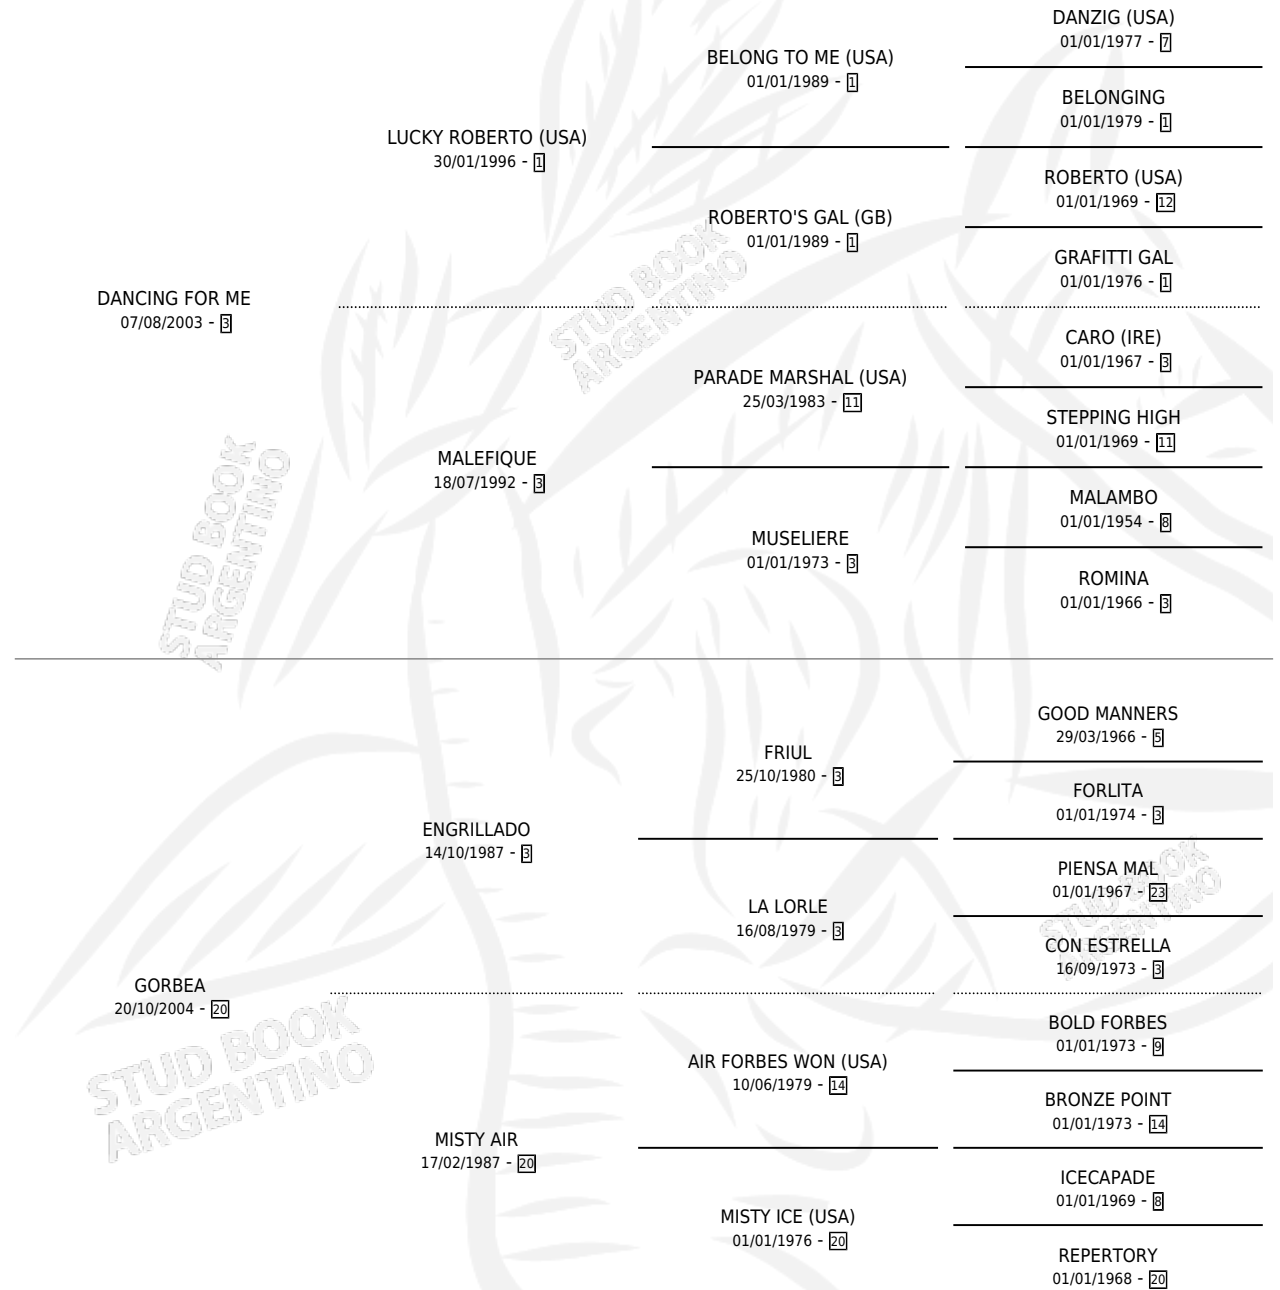 DANZIG (USA)
01/01/1977 - 7
BELONG TO ME (USA)
01/01/1989 - 1
BELONGING
01/01/1979 - 1
LUCKY ROBERTO (USA)
30/01/1996 - 1
ROBERTO (USA)
01/01/1969 - 12
ROBERTO'S GAL (GB)
01/01/1989 - 1
GRAFITTI GAL
01/01/1976 - 1
DANCING FOR ME
07/08/2003 - 3
CARO (IRE)
01/01/1967 - 3
PARADE MARSHAL (USA)
25/03/1983 - 11
STEPPING HIGH
01/01/1969 - 11
MALEFIQUE
18/07/1992 - 3
MALAMBO
01/01/1954 - 8
MUSELIERE
01/01/1973 - 3
ROMINA
01/01/1966 - 3
GOOD MANNERS
29/03/1966 - 5
FRIUL
25/10/1980 - 3
FORLITA
01/01/1974 - 3
ENGRILLADO
14/10/1987 - 3
PIENSA MAL
01/01/1967 - 23
LA LORLE
16/08/1979 - 3
CON ESTRELLA
16/09/1973 - 3
GORBEA
20/10/2004 - 20
BOLD FORBES
01/01/1973 - 9
AIR FORBES WON (USA)
10/06/1979 - 14
BRONZE POINT
01/01/1973 - 14
MISTY AIR
17/02/1987 - 20
ICECAPADE
01/01/1969 - 8
MISTY ICE (USA)
01/01/1976 - 20
REPERTORY
01/01/1968 - 20
STUD BOOK
ARGENTINO
STUD BOOK
ARGENTINO
STUD BOOK
ARGENTINO
STUD BOOK
ARGENTINO